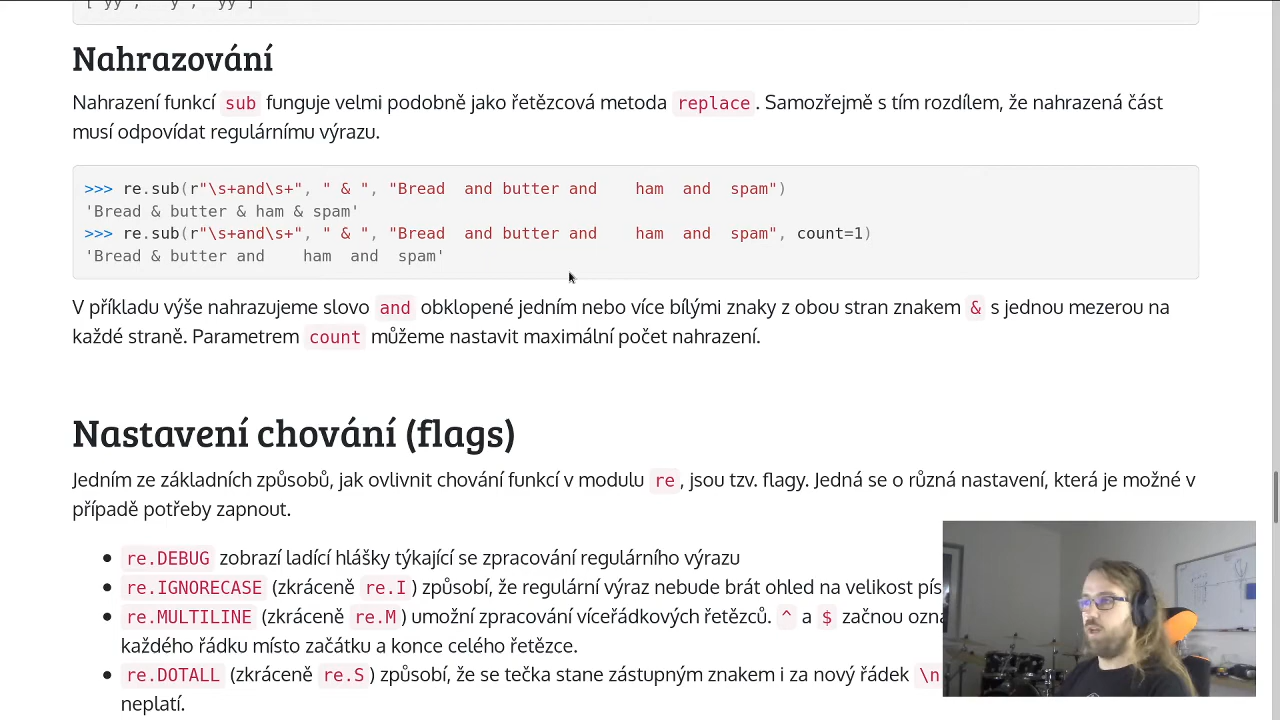 ['yy', 'y', 'yy']
Nahrazování
Nahrazení funkcí sub funguje velmi podobně jako řetězcová metoda replace. Samozřejmě s tím rozdílem, že nahrazená část
musí odpovídat regulárnímu výrazu.
>>> re.sub(r"\s+and\s+", " & ", "Bread  and butter and    ham  and  spam")
'Bread & butter & ham & spam'
>>> re.sub(r"\s+and\s+", " & ", "Bread  and butter and    ham  and  spam", count=1)
'Bread & butter and    ham  and  spam'
V příkladu výše nahrazujeme slovo and obklopené jedním nebo více bílými znaky z obou stran znakem & s jednou mezerou na
každé straně. Parametrem count můžeme nastavit maximální počet nahrazení.
Nastavení chování (flags)
Jedním ze základních způsobů, jak ovlivnit chování funkcí v modulu re, jsou tzv. flagy. Jedná se o různá nastavení, která je možné v
případě potřeby zapnout.
re.DEBUG zobrazí ladící hlášky týkající se zpracování regulárního výrazu
re.IGNORECASE (zkráceně re.I) způsobí, že regulární výraz nebude brát ohled na velikost pís
re.MULTILINE (zkráceně re.M) umožní zpracování víceřádkových řetězců. ^ a $ začnou ozna
každého řádku místo začátku a konce celého řetězce.
re.DOTALL (zkráceně re.S) způsobí, že se tečka stane zástupným znakem i za nový řádek \n
neplatí.